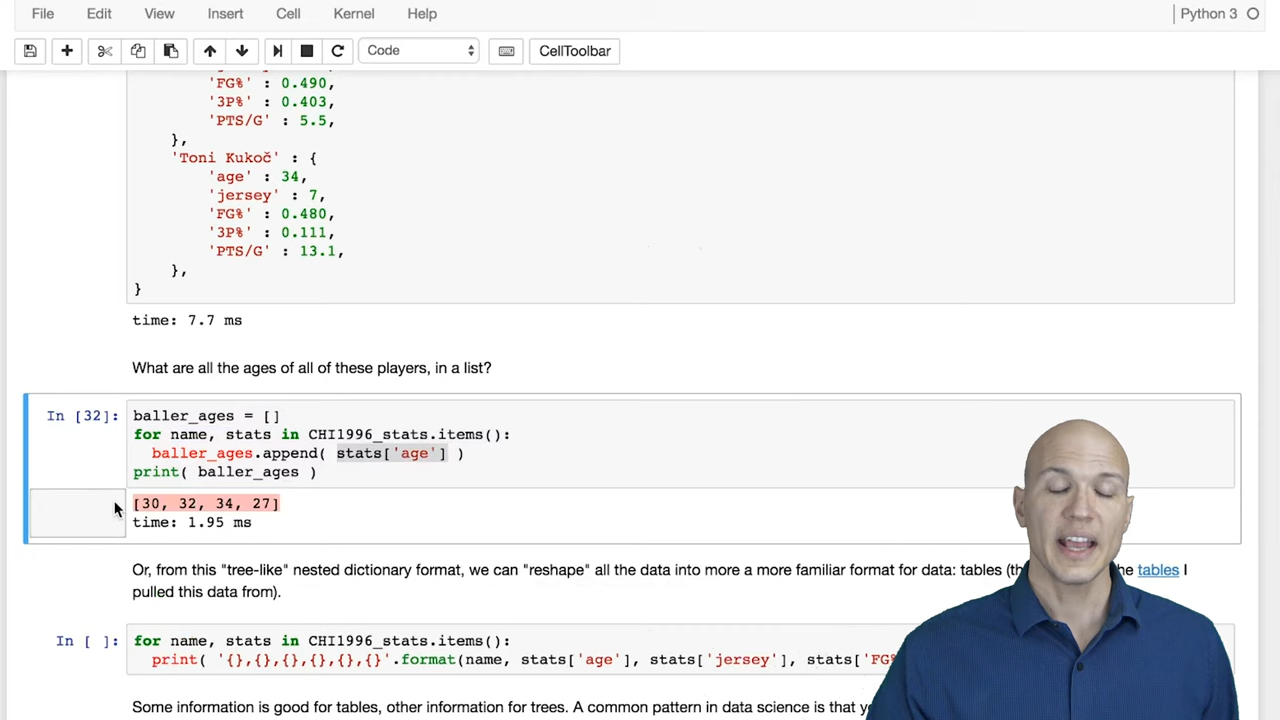 File Edit View Insert Cell Kernel Help Python 3
Code CellToolbar
'FG%' : 0.490,
'3P%' : 0.403,
'PTS/G' : 5.5,
},
'Toni Kukoč' : {
'age' : 34,
'jersey' : 7,
'FG%' : 0.480,
'3P%' : 0.111,
'PTS/G' : 13.1,
},
}
time: 7.7 ms
What are all the ages of all of these players, in a list?
In [32]: baller_ages = []
for name, stats in CHI1996_stats.items():
baller_ages.append( stats['age'] )
print( baller_ages )
[30, 32, 34, 27]
time: 1.95 ms
Or, from this "tree-like" nested dictionary format, we can "reshape" all the data into more a more familiar format for data: tables tables I
pulled this data from).
In [ ]: for name, stats in CHI1996_stats.items():
print( '{},{},{},{},{},{}'.format(name, stats['age'], stats['jersey'], stats['FG%
Some information is good for tables, other information for trees. A common pattern in data science is that